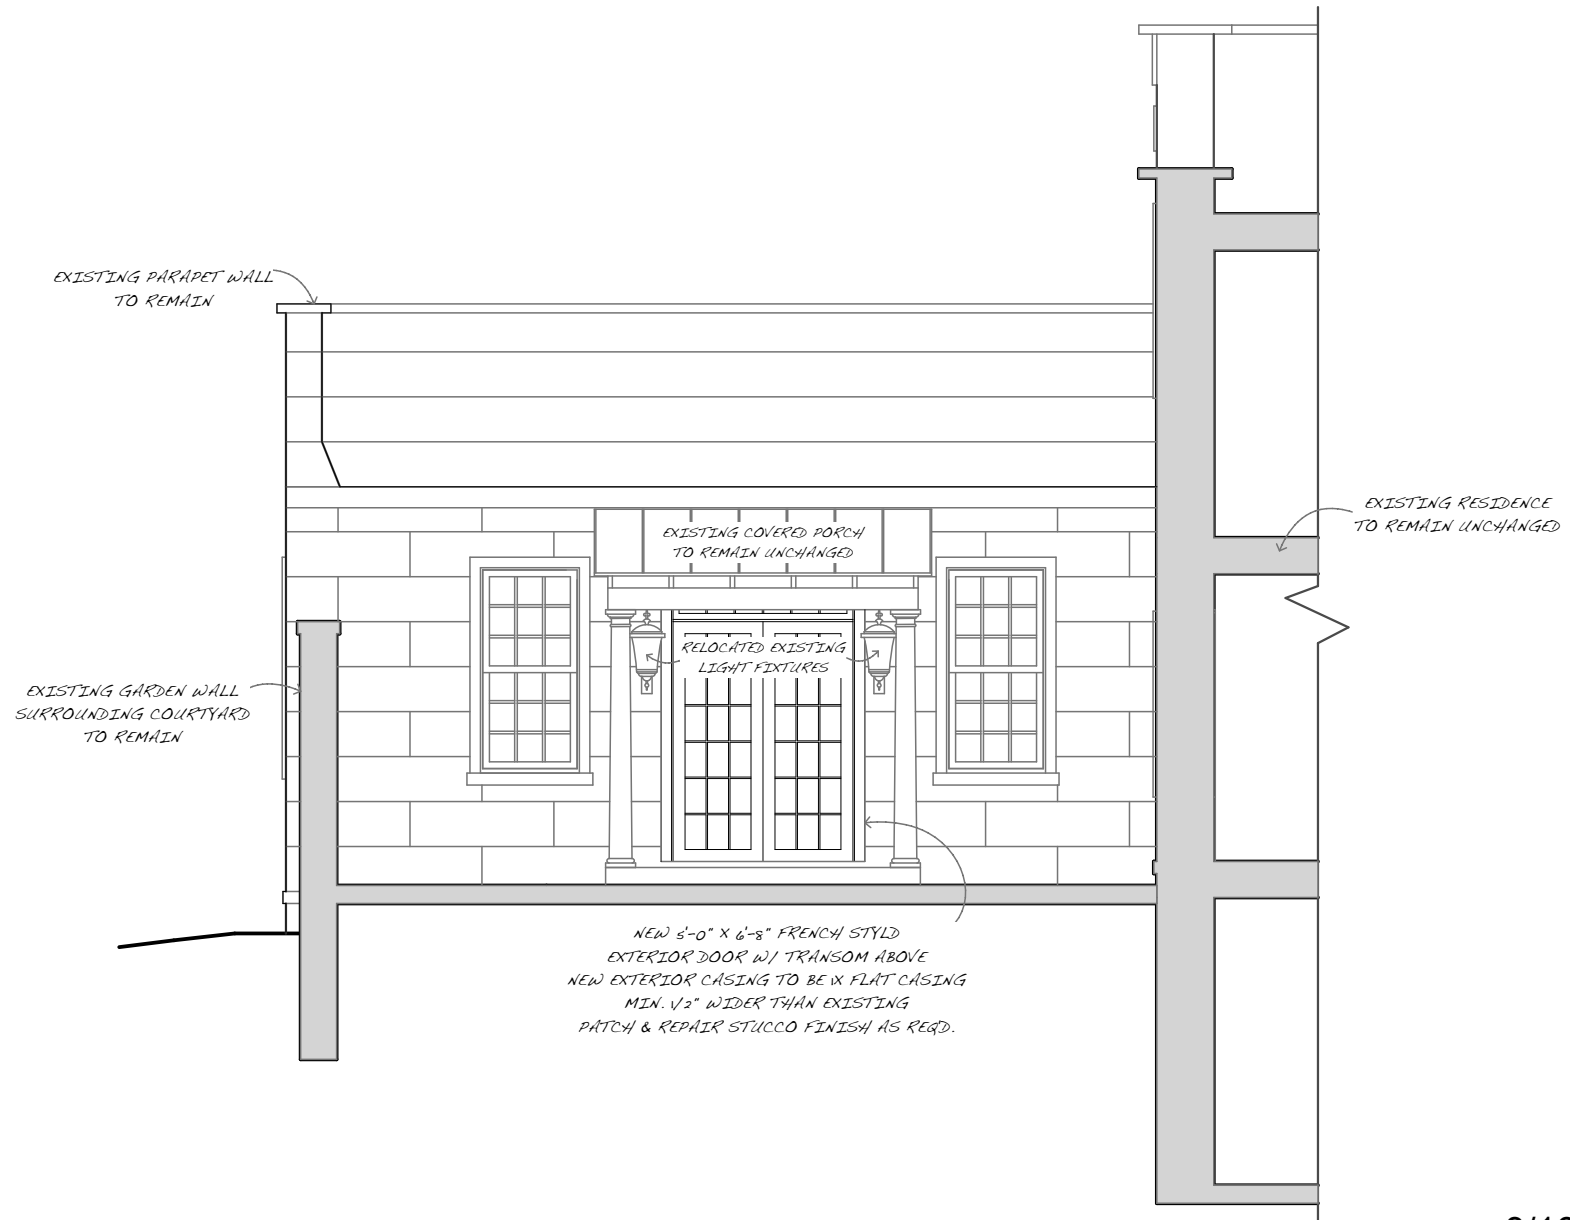 EXISTING PARAPET WALL
TO REMAIN
EXISTING RESIDENCE
TO REMAIN UNCHANGED
EXISTING COVERED PORCH
TO REMAIN UNCHANGED
RELOCATED EXISTING
LIGHT FIXTURES
EXISTING GARDEN WALL
SURROUNDING COURTYARD
TO REMAIN
NEW 5'-0" X 6'-8" FRENCH STYLD
EXTERIOR DOOR W/ TRANSOM ABOVE
NEW EXTERIOR CASING TO BE 1X FLAT CASING
MIN. 1/2" WIDER THAN EXISTING
PATCH & REPAIR STUCCO FINISH AS REQ'D.